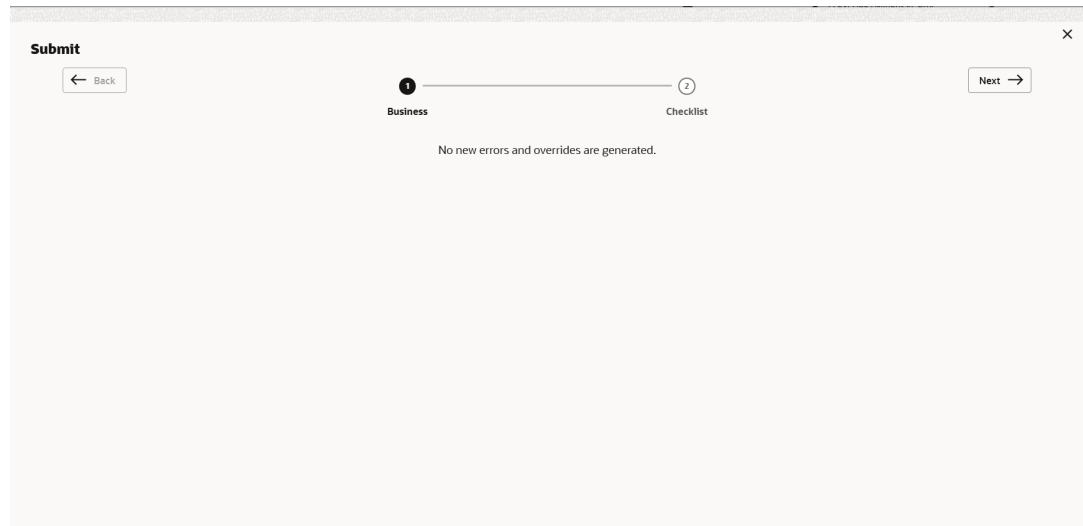 Submit
Back
Next
1
2
Business
Checklist
No new errors and overrides are generated.